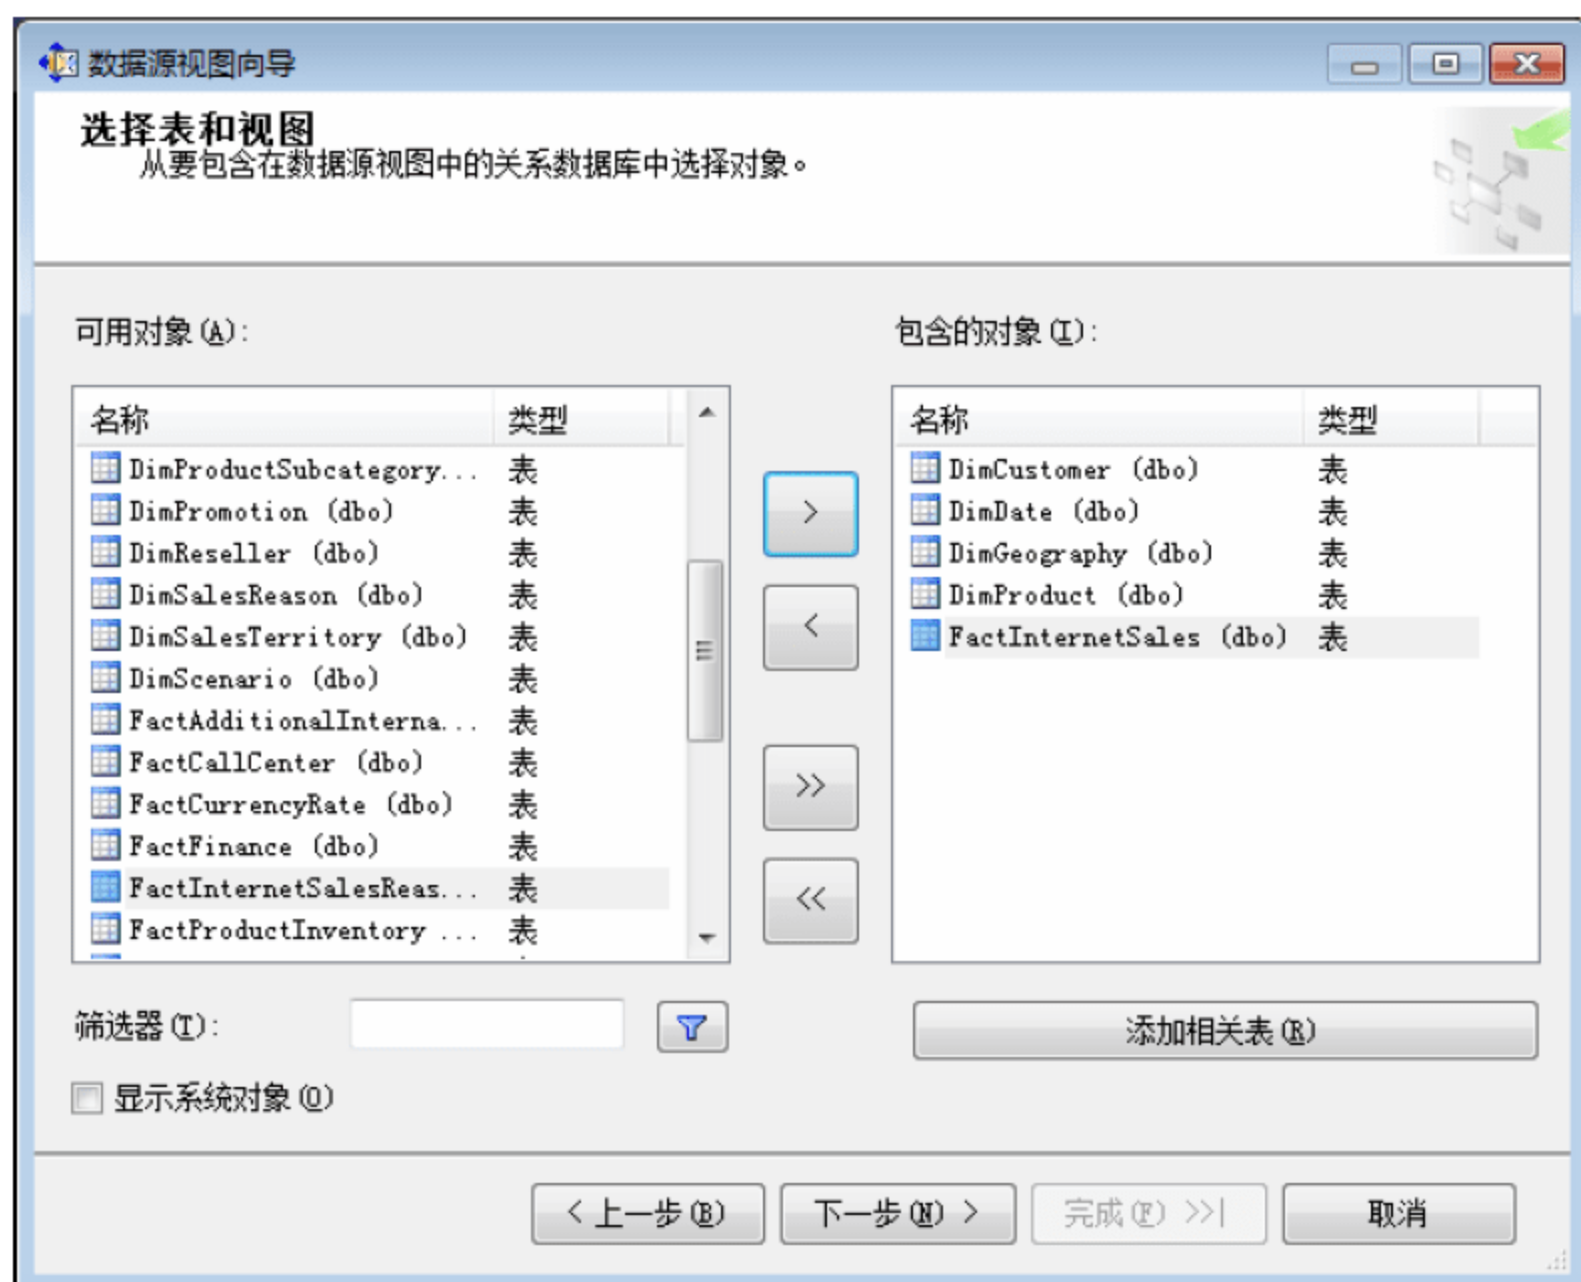 数据源视图向导
选择表和视图
从要包含在数据源视图中的关系数据库中选择对象。
可用对象(A):
名称 类型
DimProductSubcategory... 表
DimPromotion (dbo) 表
DimReseller (dbo) 表
DimSalesReason (dbo) 表
DimSalesTerritory (dbo) 表
DimScenario (dbo) 表
FactAdditionalInterna... 表
FactCallCenter (dbo) 表
FactCurrencyRate (dbo) 表
FactFinance (dbo) 表
FactInternetSalesReas... 表
FactProductInventory ... 表
>
<
>>
<<
包含的对象(I):
名称 类型
DimCustomer (dbo) 表
DimDate (dbo) 表
DimGeography (dbo) 表
DimProduct (dbo) 表
FactInternetSales (dbo) 表
筛选器(T):
添加相关表(R)
显示系统对象(O)
< 上一步(B) 下一步(N) > 完成(F) >>| 取消